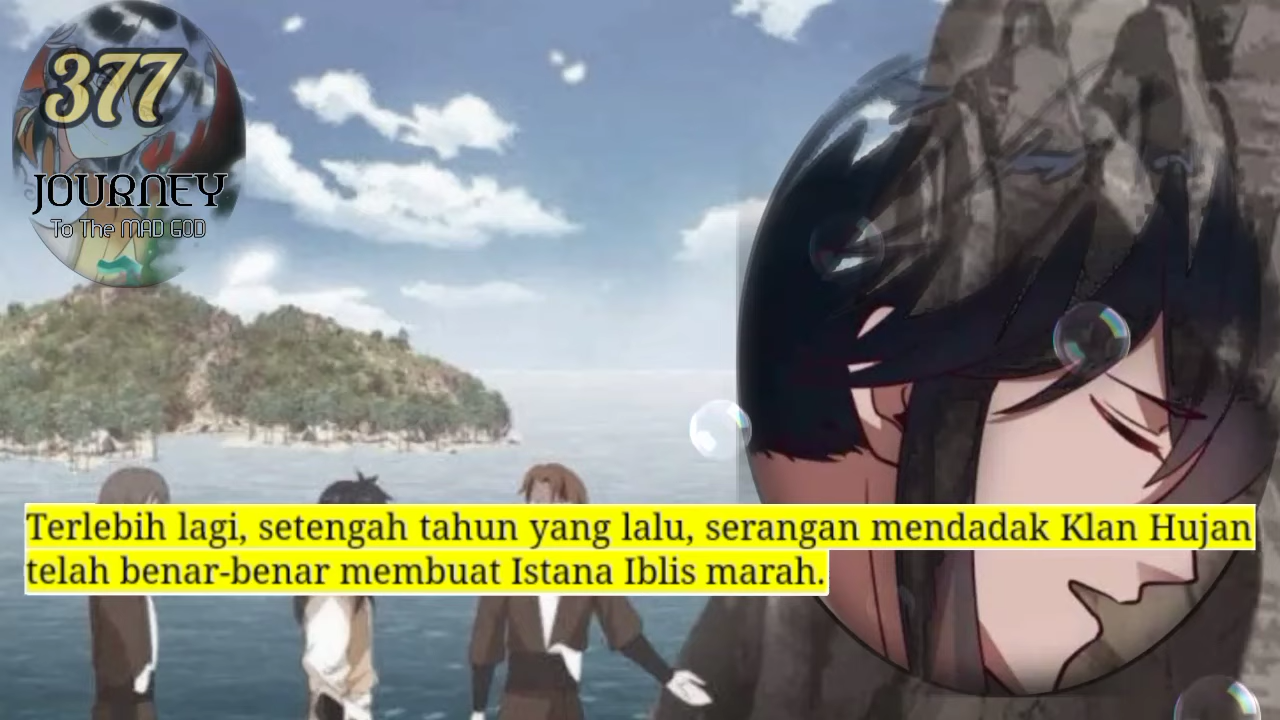 377
JOURNEY
To The MAD GOD
Terlebih lagi, setengah tahun yang lalu, serangan mendadak Klan Hujan
telah benar-benar membuat Istana Iblis marah.